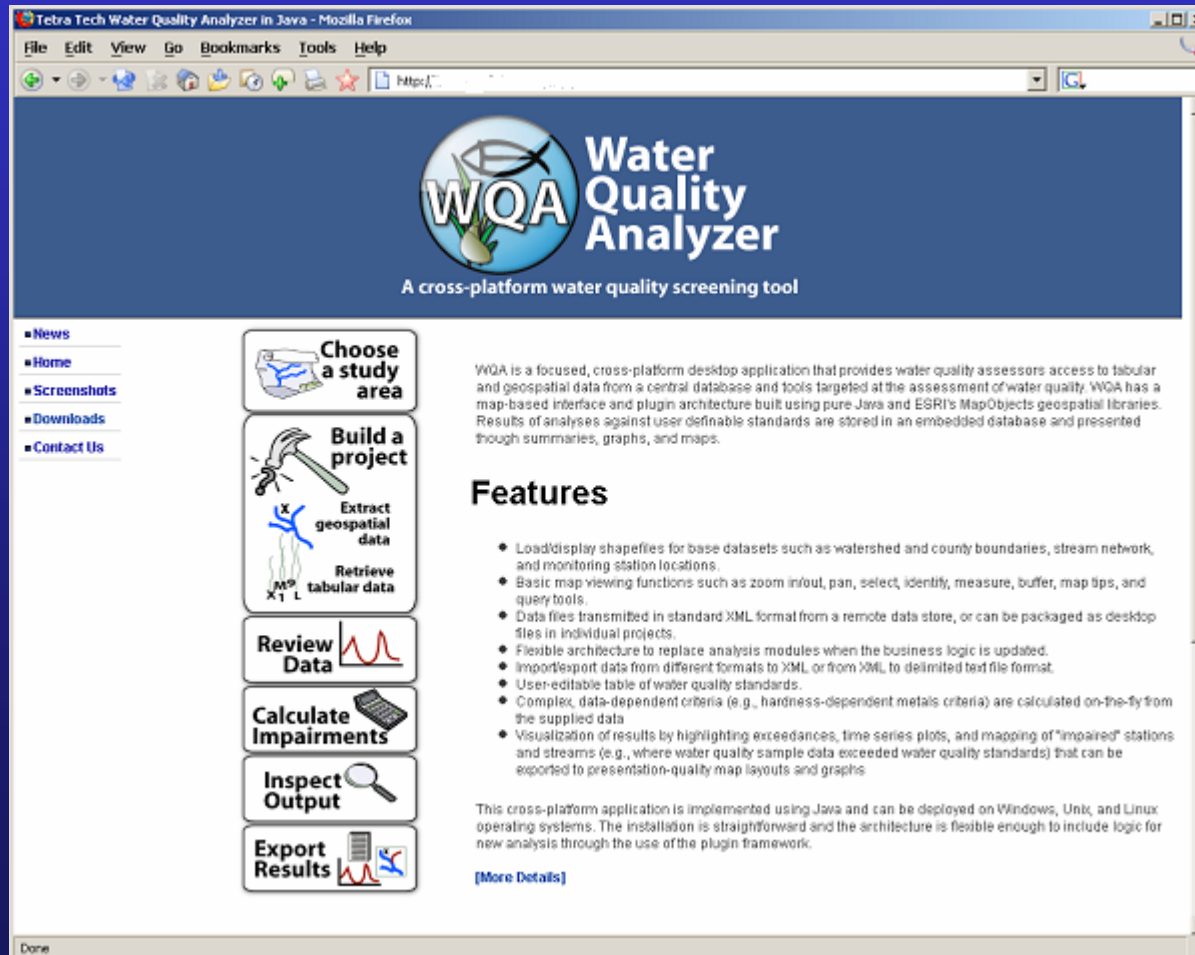 Tetra Tech Water Quality Analyzer in Java - Mozilla Firefox
File Edit View Go Bookmarks Tools Help
http:/
G
WQA
Water
Quality
Analyzer
A cross-platform water quality screening tool
News
Home
Screenshots
Downloads
Contact Us
Choose
a study
area
Build a
project
X
Extract
geospatial
data
Retrieve
tabular data
Review
Data
Calculate
Impairments
Inspect
Output
Export
Results
WQA is a focused, cross-platform desktop application that provides water quality assessors access to tabular
and geospatial data from a central database and tools targeted at the assessment of water quality. WQA has a
map-based interface and plugin architecture built using pure Java and ESRI's MapObjects geospatial libraries.
Results of analyses against user definable standards are stored in an embedded database and presented
though summaries, graphs, and maps.
Features
Load/display shapefiles for base datasets such as watershed and county boundaries, stream network,
and monitoring station locations.
Basic map viewing functions such as zoom in/out, pan, select, identify, measure, buffer, map tips, and
query tools.
Data files transmitted in standard XML format from a remote data store, or can be packaged as desktop
files in individual projects.
Flexible architecture to replace analysis modules when the business logic is updated.
Import/export data from different formats to XML or from XML to delimited text file format.
User-editable table of water quality standards.
Complex, data-dependent criteria (e.g., hardness-dependent metals criteria) are calculated on-the-fly from
the supplied data
Visualization of results by highlighting exceedances, time series plots, and mapping of "impaired" stations
and streams (e.g., where water quality sample data exceeded water quality standards) that can be
exported to presentation-quality map layouts and graphs
This cross-platform application is implemented using Java and can be deployed on Windows, Unix, and Linux
operating systems. The installation is straightforward and the architecture is flexible enough to include logic for
new analysis through the use of the plugin framework.
[More Details]
Done